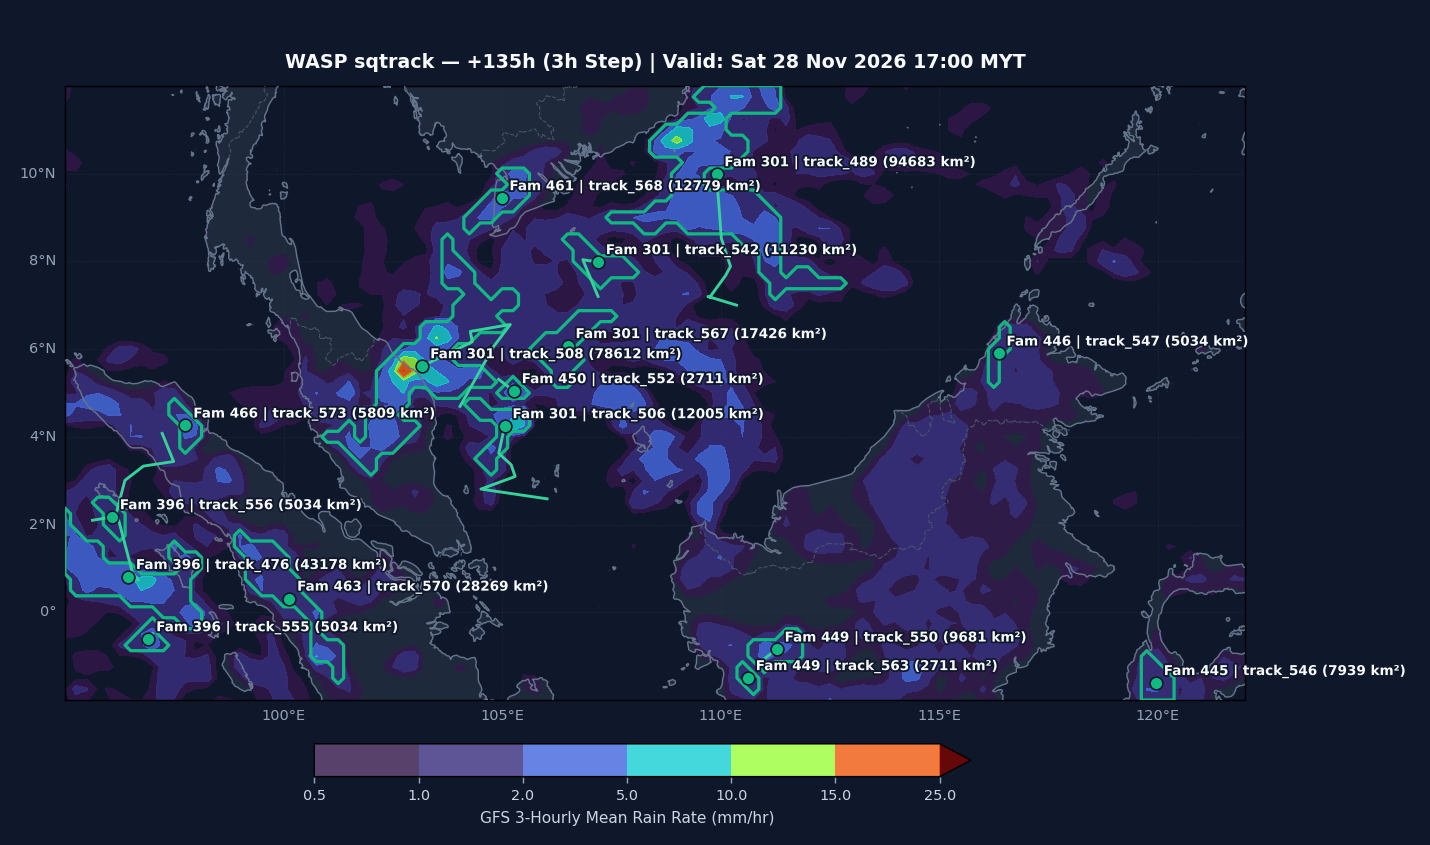 WASP sqtrack — +135h (3h Step) | Valid: Sat 28 Nov 2026 17:00 MYT
10°N
8°N
6°N
4°N
2°N
0°
Fam 301 | track_489 (94683 km²)
Fam 461 | track_568 (12779 km²)
Fam 301 | track_542 (11230 km²)
Fam 301 | track_567 (17426 km²)
Fam 446 | track_547 (5034 km²)
Fam 301 | track_508 (78612 km²)
Fam 450 | track_552 (2711 km²)
Fam 466 | track_573 (5809 km²)
Fam 301 | track_506 (12005 km²)
Fam 396 | track_556 (5034 km²)
Fam 396 | track_476 (43178 km²)
Fam 463 | track_570 (28269 km²)
Fam 396 | track_555 (5034 km²)
Fam 449 | track_550 (9681 km²)
Fam 449 | track_563 (2711 km²)
Fam 445 | track_546 (7939 km²)
100°E 105°E 110°E 115°E 120°E
0.5 1.0 2.0 5.0 10.0 15.0 25.0
GFS 3-Hourly Mean Rain Rate (mm/hr)